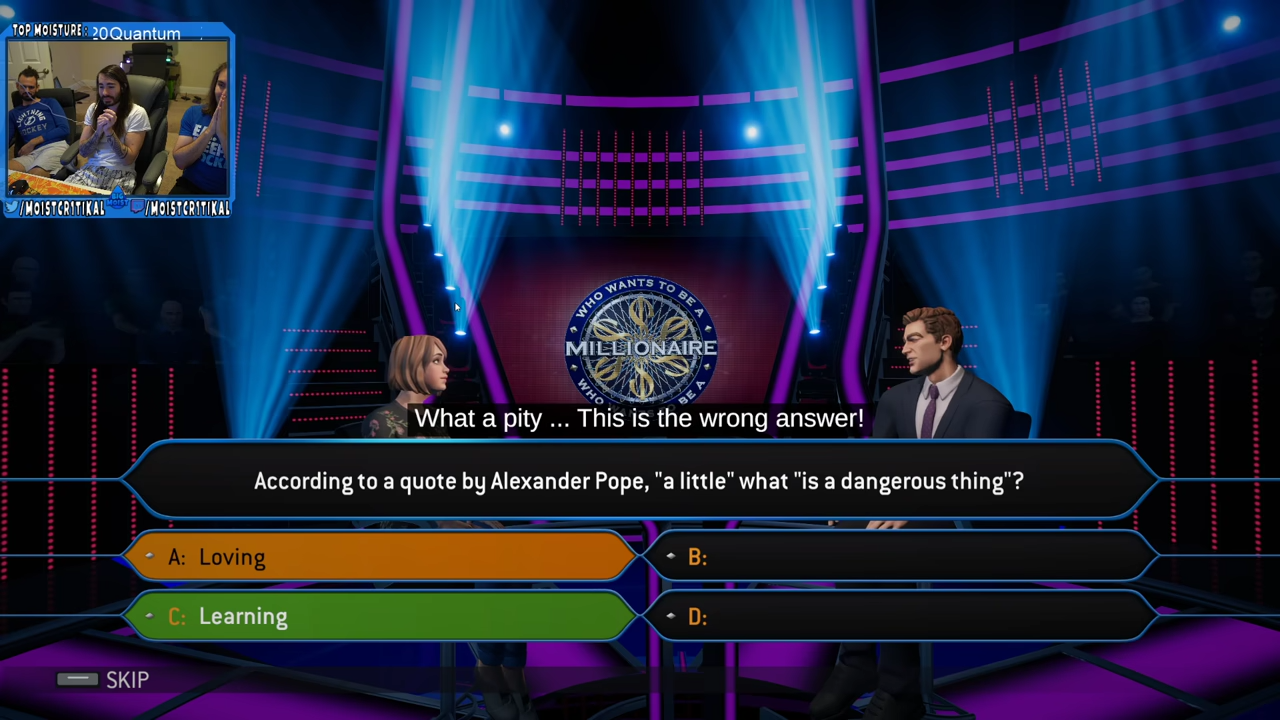 TOP MOISTURE:
20Quantum
/MOISTCR1TIKAL
/MOISTCR1TIKAL
WHO WANTS TO BE A
MILLIONAIRE
What a pity ... This is the wrong answer!
According to a quote by Alexander Pope, "a little" what "is a dangerous thing"?
A: Loving
B:
C: Learning
D:
SKIP